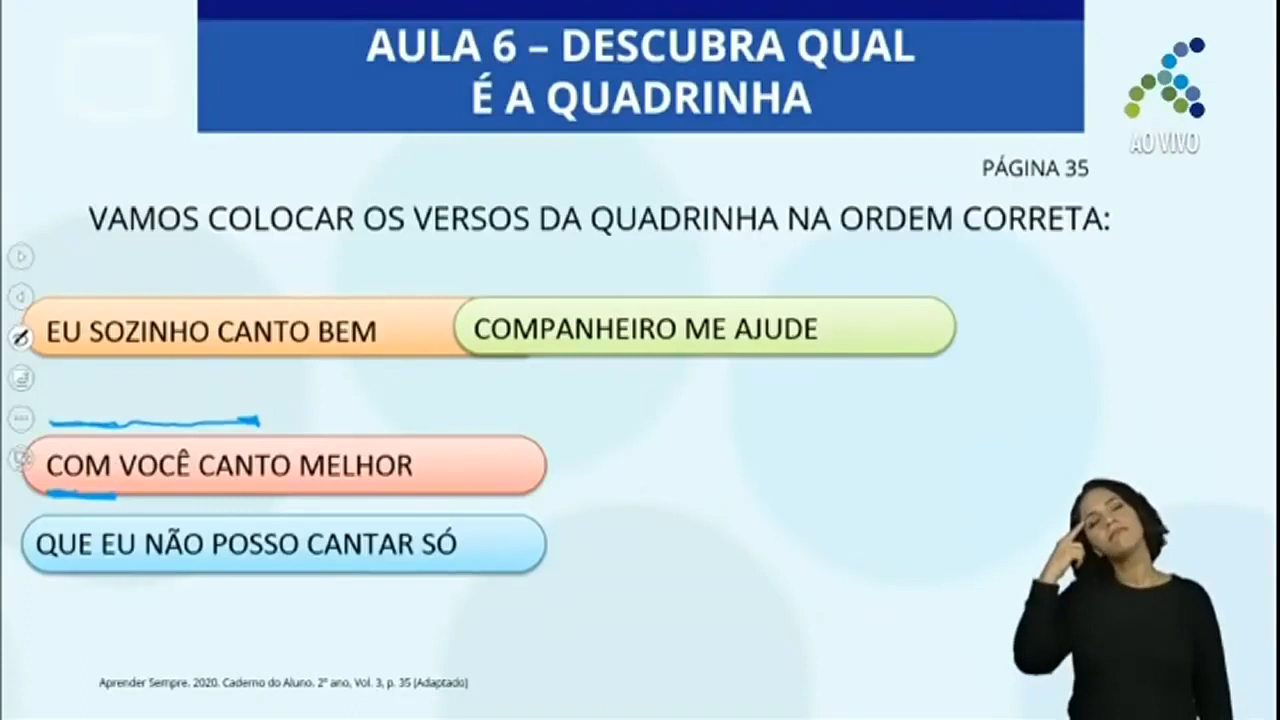 AULA 6 – DESCUBRA QUAL
É A QUADRINHA
AO VIVO
PÁGINA 35
VAMOS COLOCAR OS VERSOS DA QUADRINHA NA ORDEM CORRETA:
EU SOZINHO CANTO BEM
COMPANHEIRO ME AJUDE
COM VOCÊ CANTO MELHOR
QUE EU NÃO POSSO CANTAR SÓ
Aprender Sempre. 2020. Caderno do Aluno. 2º ano, Vol. 3, p. 35 (Adaptado)